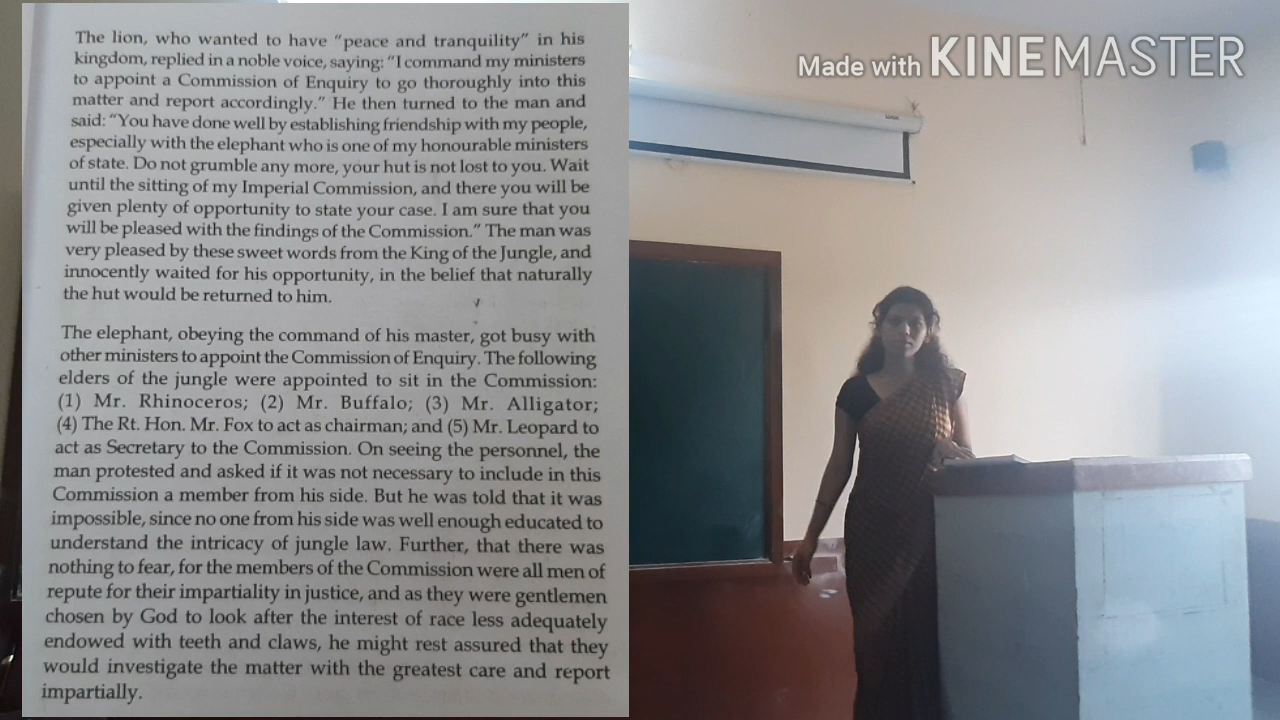 The lion, who wanted to have "peace and tranquility" in his
kingdom, replied in a noble voice, saying: "I command my ministers
to appoint a Commission of Enquiry to go thoroughly into this
matter and report accordingly." He then turned to the man and
said: "You have done well by establishing friendship with my people,
especially with the elephant who is one of my honourable ministers
of state. Do not grumble any more, your hut is not lost to you. Wait
until the sitting of my Imperial Commission, and there you will be
given plenty of opportunity to state your case. I am sure that you
will be pleased with the findings of the Commission." The man was
very pleased by these sweet words from the King of the Jungle, and
innocently waited for his opportunity, in the belief that naturally
the hut would be returned to him.
The elephant, obeying the command of his master, got busy with
other ministers to appoint the Commission of Enquiry. The following
elders of the jungle were appointed to sit in the Commission:
(1) Mr. Rhinoceros; (2) Mr. Buffalo; (3) Mr. Alligator;
(4) The Rt. Hon. Mr. Fox to act as chairman; and (5) Mr. Leopard to
act as Secretary to the Commission. On seeing the personnel, the
man protested and asked if it was not necessary to include in this
Commission a member from his side. But he was told that it was
impossible, since no one from his side was well enough educated to
understand the intricacy of jungle law. Further, that there was
nothing to fear, for the members of the Commission were all men of
repute for their impartiality in justice, and as they were gentlemen
chosen by God to look after the interest of race less adequately
endowed with teeth and claws, he might rest assured that they
would investigate the matter with the greatest care and report
impartially.
Made with KINEMASTER